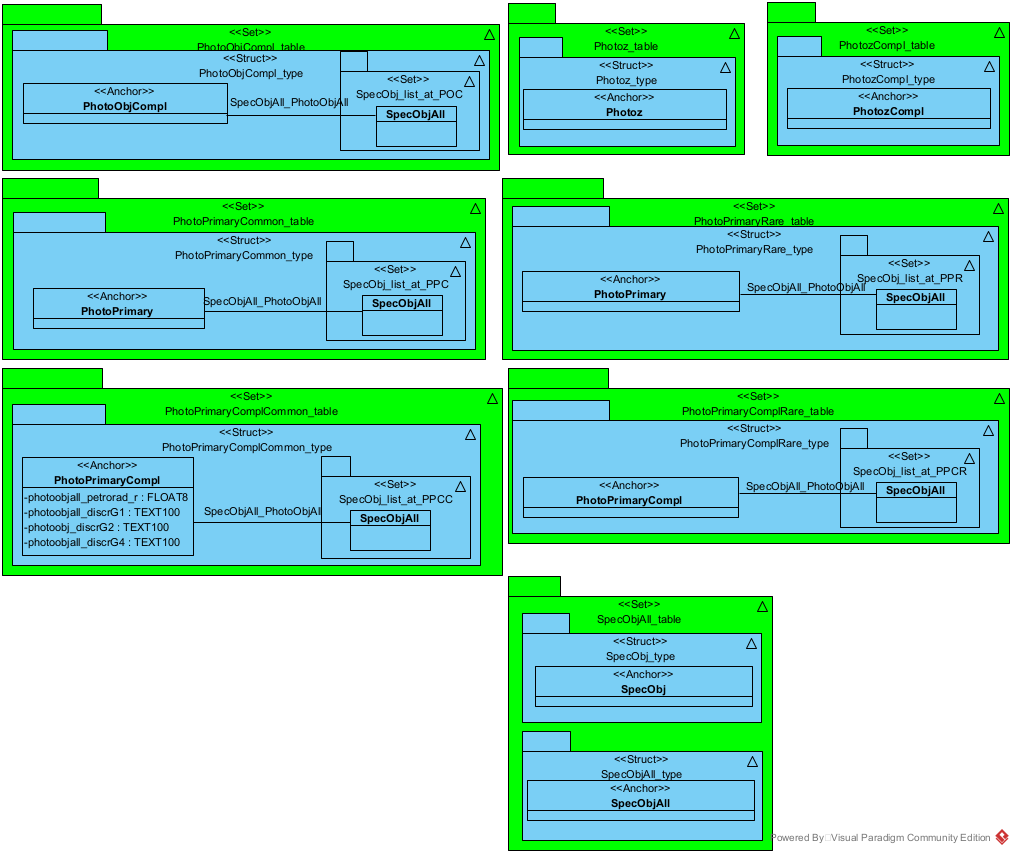 <<Set>>
PhotoObjCompl_table
<<Struct>>
PhotoObjCompl_type
<<Anchor>>
PhotoObjCompl
SpecObjAll_PhotoObjAll
<<Set>>
SpecObj_list_at_POC
SpecObjAll
<<Set>>
Photoz_table
<<Struct>>
Photoz_type
<<Anchor>>
Photoz
<<Set>>
PhotozCompl_table
<<Struct>>
PhotozCompl_type
<<Anchor>>
PhotozCompl
<<Set>>
PhotoPrimaryCommon_table
<<Struct>>
PhotoPrimaryCommon_type
<<Anchor>>
PhotoPrimary
SpecObjAll_PhotoObjAll
<<Set>>
SpecObj_list_at_PPC
SpecObjAll
<<Set>>
PhotoPrimaryRare_table
<<Struct>>
PhotoPrimaryRare_type
<<Anchor>>
PhotoPrimary
SpecObjAll_PhotoObjAll
<<Set>>
SpecObj_list_at_PPR
SpecObjAll
<<Set>>
PhotoPrimaryComplCommon_table
<<Struct>>
PhotoPrimaryComplCommon_type
<<Anchor>>
PhotoPrimaryCompl
-photoobjall_petrorad_r : FLOAT8
-photoobjall_discrG1 : TEXT100
-photoobj_discrG2 : TEXT100
-photoobjall_discrG4 : TEXT100
SpecObjAll_PhotoObjAll
<<Set>>
SpecObj_list_at_PPCC
SpecObjAll
<<Set>>
PhotoPrimaryComplRare_table
<<Struct>>
PhotoPrimaryComplRare_type
<<Anchor>>
PhotoPrimaryCompl
SpecObjAll_PhotoObjAll
<<Set>>
SpecObj_list_at_PPCR
SpecObjAll
<<Set>>
SpecObjAll_table
<<Struct>>
SpecObj_type
<<Anchor>>
SpecObj
<<Struct>>
SpecObjAll_type
<<Anchor>>
SpecObjAll
Powered By Visual Paradigm Community Edition